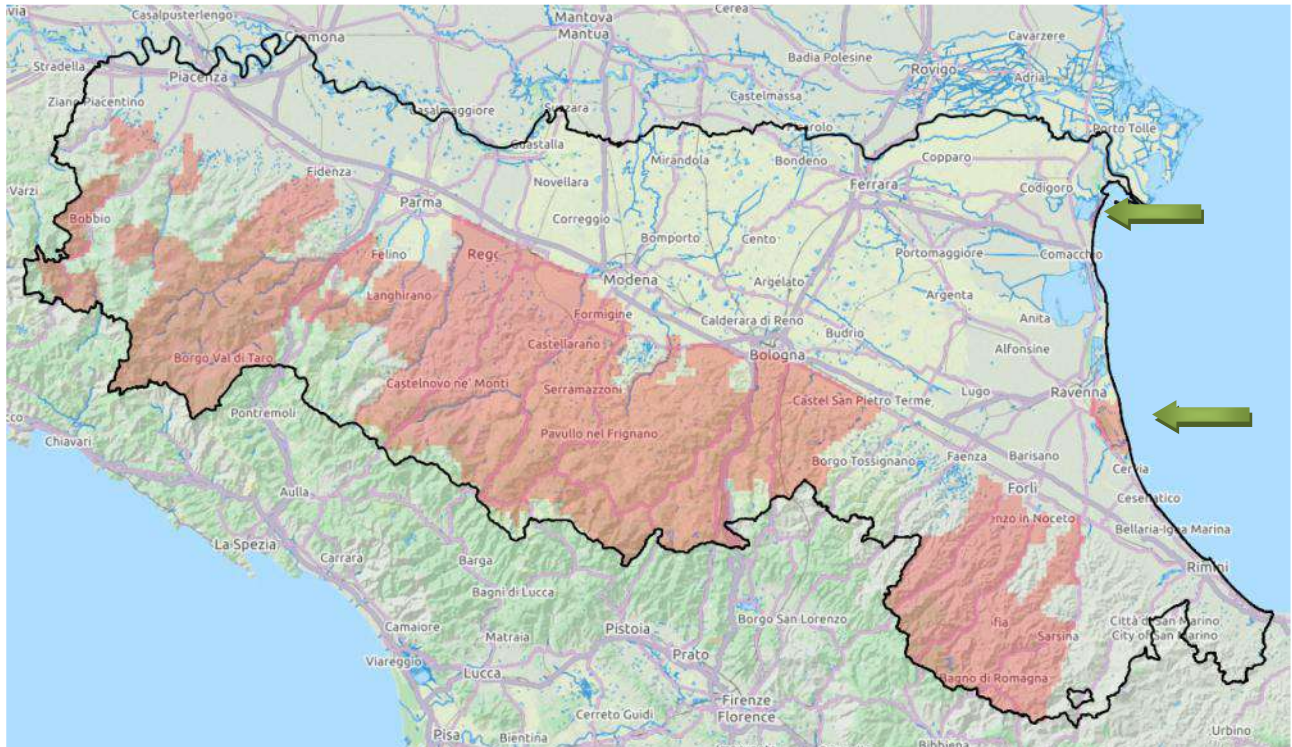 Casalpusterlengo
Mantova
Mantua
Cerea
Cavarzere
Cremona
Badia Polesine
Rovigo
Adria
Stradella
Piacenza
Castelmassa
Ziano Piacentino
Casalmaggiore
Suzzara
Porto Tolle
Guastalla
Mirandola
Bondeno
Copparo
Fidenza
Novellara
Ferrara
Codigoro
Varzi
Bobbio
Parma
Correggio
Bomporto
Cento
Portomaggiore
Comacchio
Felino
Modena
Argelato
Langhirano
Argenta
Formigine
Calderara di Reno
Anita
Budrio
Castellarano
Bologna
Alfonsine
Borgo Val di Taro
Castelnovo ne' Monti
Serramazzoni
Castel San Pietro Terme
Lugo
Ravenna
Pontremoli
Chiavari
Pavullo nel Frignano
Borgo Tossignano
Faenza
Barisano
Cervia
Aulla
Forlì
Cesenatico
Bellaria-Igea Marina
La Spezia
Carrara
Barga
Rimini
Bagni di Lucca
Camaiore
Matraia
Pistoia
Borgo San Lorenzo
Sarsina
Città di San Marino
City of San Marino
Viareggio
Lucca
Prato
Bagno di Romagna
Firenze
Florence
Cerreto Guidi
Pisa
Bientina
Bibbiena
Urbino